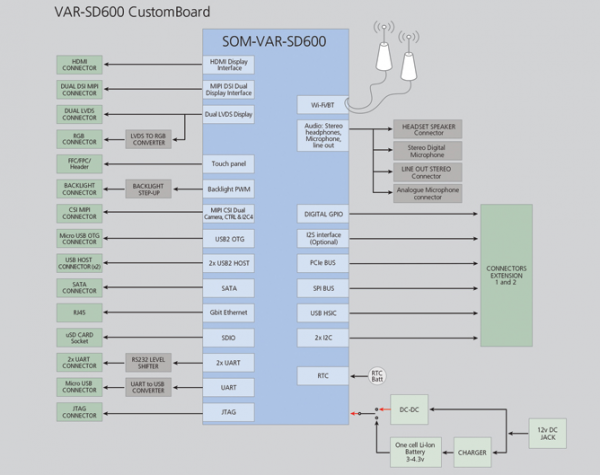 VAR-SD600 CustomBoard
SOM-VAR-SD600
HDMI
CONNECTOR
HDMI Display
Interface
DUAL DSI MIPI
CONNECTOR
MIPI DSI Dual
Display Interface
DUAL LVDS
CONNECTOR
Dual LVDS Display
RGB
CONNECTOR
LVDS TO RGB
CONVERTER
FFC/FPC/
Header
Touch panel
BACKLIGHT
CONNECTOR
BACKLIGHT
STEP-UP
Backlight PWM
CSI MIPI
CONNECTOR
MIPI CSI Dual
Camera, CTRL & I2C4
Micro-USB OTG
CONNECTOR
USB2 OTG
USB HOST
CONNECTOR (x2)
2x USB2 HOST
SATA
CONNECTOR
SATA
RJ45
Gbit Ethernet
uSD CARD
Socket
SDIO
2x UART
CONNECTOR
RS232 LEVEL
SHIFTER
2x UART
Micro USB
CONNECTOR
UART to USB
CONVERTER
UART
JTAG
CONNECTOR
JTAG
Wi-Fi/BT
Audio: Stereo
headphones,
Microphone,
line out
HEADSET SPEAKER
Connector
Stereo Digital
Microphone
LINE OUT STEREO
Connector
Analogue Microphone
connector
DIGITAL GPIO
I2S interface
(Optional)
PCIe BUS
SPI BUS
USB HSIC
2x I2C
CONNECTORS
EXTENSION
1 and 2
RTC
RTC
Batt
DC-DC
12v DC
JACK
One cell Li-Ion
Battery
3-4.3v
CHARGER